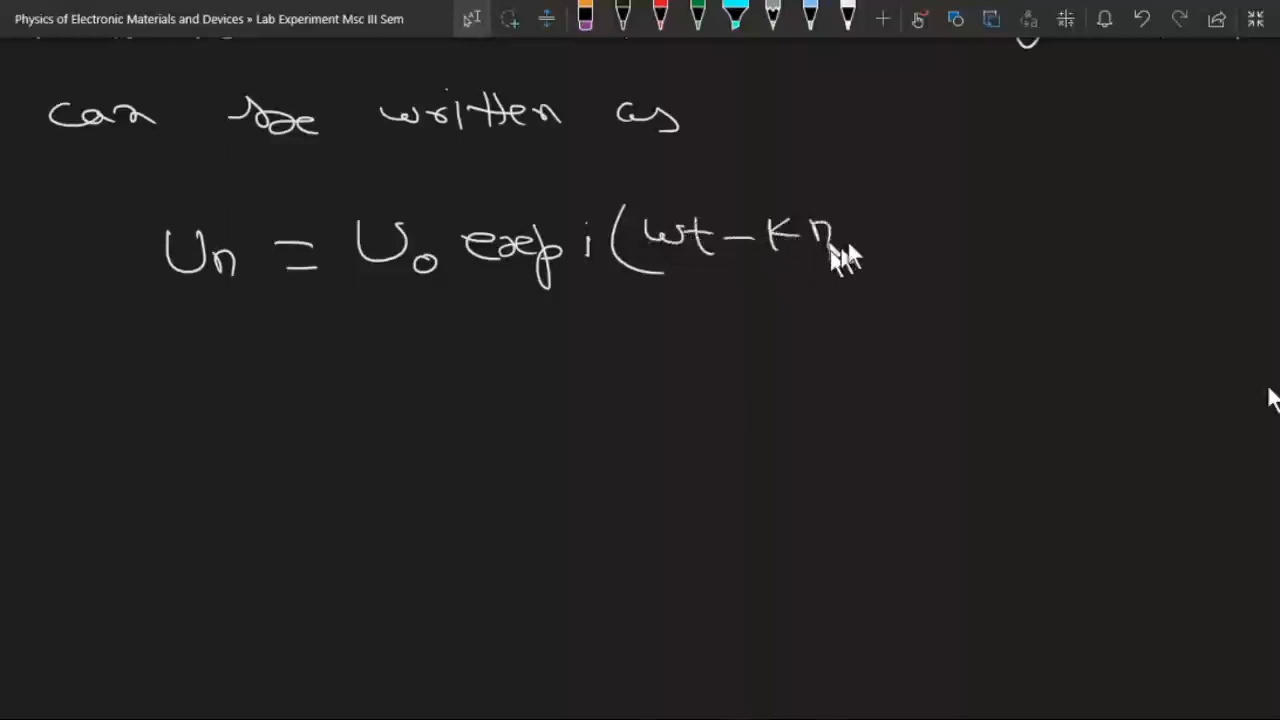 Physics of Electronic Materials and Devices » Lab Experiment Msc III Sem
can be written as
Un = U₀ exp i(ωt - Kn